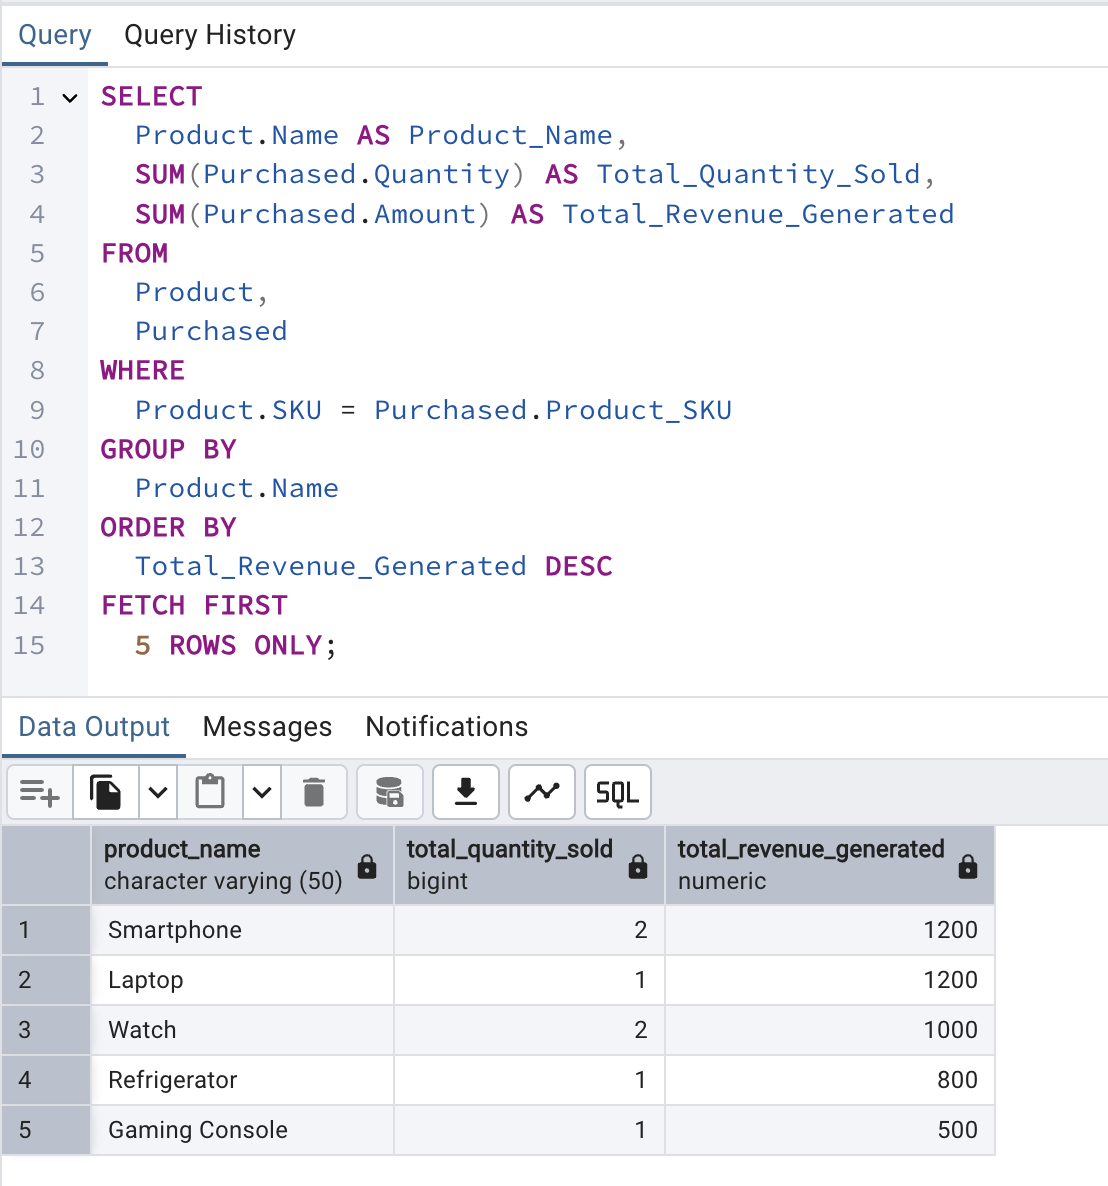 Query Query History
1 SELECT
2 Product.Name AS Product_Name,
3 SUM(Purchased.Quantity) AS Total_Quantity_Sold,
4 SUM(Purchased.Amount) AS Total_Revenue_Generated
5 FROM
6 Product,
7 Purchased
8 WHERE
9 Product.SKU = Purchased.Product_SKU
10 GROUP BY
11 Product.Name
12 ORDER BY
13 Total_Revenue_Generated DESC
14 FETCH FIRST
15 5 ROWS ONLY;
Data Output Messages Notifications
SQL
product_name total_quantity_sold total_revenue_generated
character varying (50) bigint numeric
1 Smartphone 2 1200
2 Laptop 1 1200
3 Watch 2 1000
4 Refrigerator 1 800
5 Gaming Console 1 500